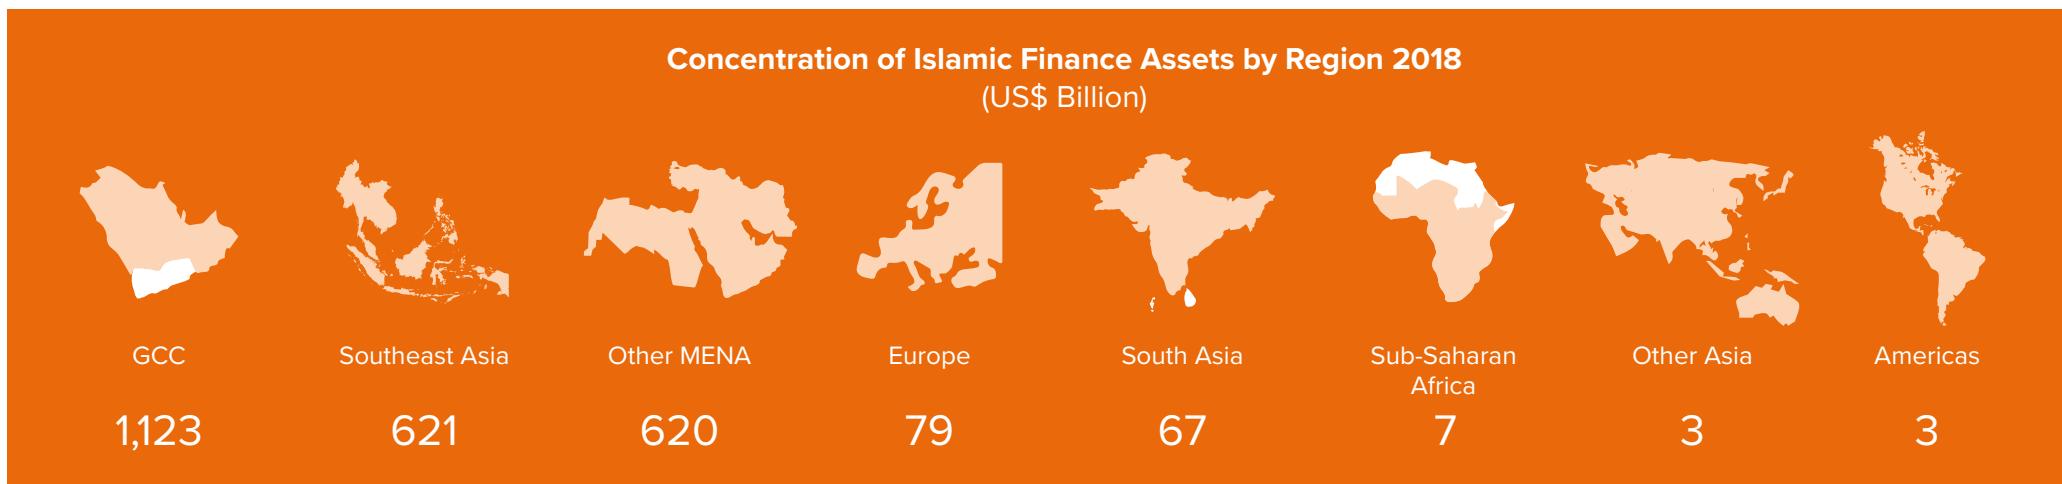 Concentration of Islamic Finance Assets by Region 2018
(US$ Billion)
GCC
1,123
Southeast Asia
621
Other MENA
620
Europe
79
South Asia
67
Sub-Saharan
Africa
7
Other Asia
3
Americas
3